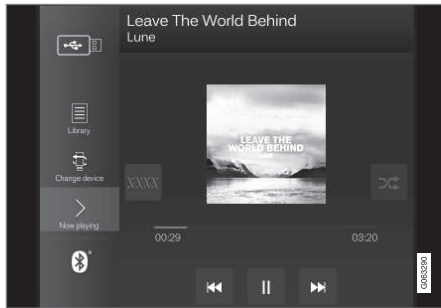 Leave The World Behind
Lune
Library
Change device
Now playing
LEAVE THE
WORLD BEHIND
LUNE
XXXX
00:29
03:20
G063290